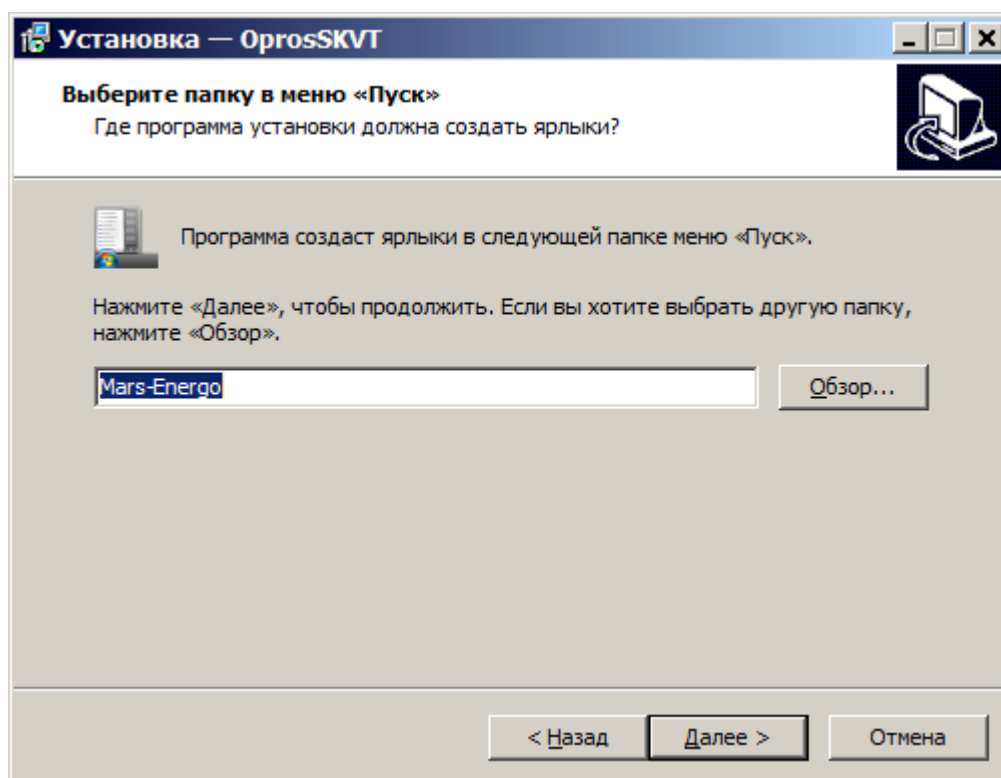 Установка — OprosSKVT
Выберите папку в меню «Пуск»
Где программа установки должна создать ярлыки?
Программа создаст ярлыки в следующей папке меню «Пуск».
Нажмите «Далее», чтобы продолжить. Если вы хотите выбрать другую папку,
нажмите «Обзор».
Mars-Energo
Обзор...
< Назад
Далее >
Отмена